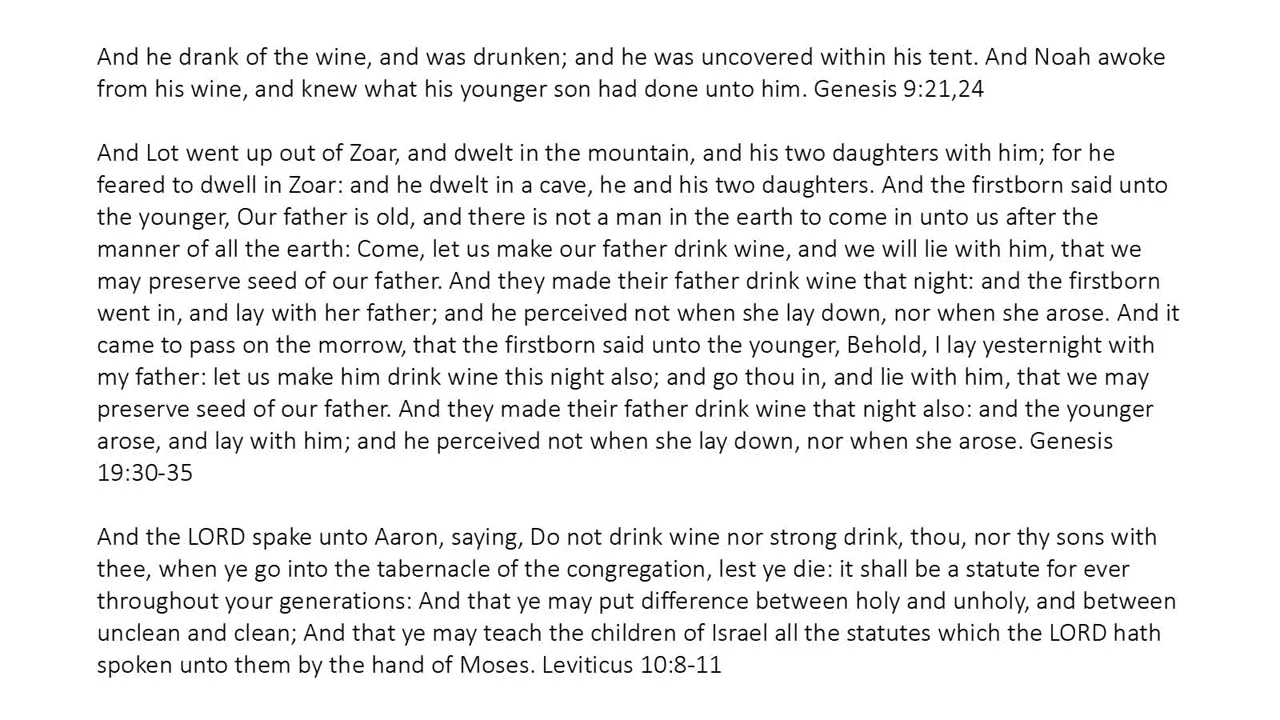 And he drank of the wine, and was drunken; and he was uncovered within his tent. And Noah awoke
from his wine, and knew what his younger son had done unto him. Genesis 9:21,24
And Lot went up out of Zoar, and dwelt in the mountain, and his two daughters with him; for he
feared to dwell in Zoar: and he dwelt in a cave, he and his two daughters. And the firstborn said unto
the younger, Our father is old, and there is not a man in the earth to come in unto us after the
manner of all the earth: Come, let us make our father drink wine, and we will lie with him, that we
may preserve seed of our father. And they made their father drink wine that night: and the firstborn
went in, and lay with her father; and he perceived not when she lay down, nor when she arose. And it
came to pass on the morrow, that the firstborn said unto the younger, Behold, I lay yesternight with
my father: let us make him drink wine this night also; and go thou in, and lie with him, that we may
preserve seed of our father. And they made their father drink wine that night also: and the younger
arose, and lay with him; and he perceived not when she lay down, nor when she arose. Genesis
19:30-35
And the LORD spake unto Aaron, saying, Do not drink wine nor strong drink, thou, nor thy sons with
thee, when ye go into the tabernacle of the congregation, lest ye die: it shall be a statute for ever
throughout your generations: And that ye may put difference between holy and unholy, and between
unclean and clean; And that ye may teach the children of Israel all the statutes which the LORD hath
spoken unto them by the hand of Moses. Leviticus 10:8-11